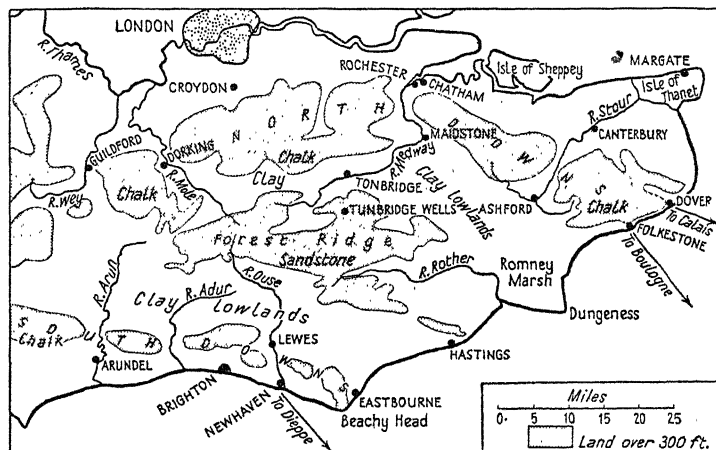 LONDON
R. Thames
CROYDON
ROCHESTER
CHATHAM
Isle of Sheppey
MARGATE
Isle of Thanet
R. Stour
CANTERBURY
NORTH
DOWNS
Chalk
MAIDSTONE
R. Medway
GUILDFORD
DORKING
R. Mole
R. Wey
Chalk
Clay
TONBRIDGE
TUNBRIDGE WELLS
Clay Lowlands
ASHFORD
Chalk
DOVER
To Calais
FOLKESTONE
To Boulogne
Forest Ridge
Sandstone
R. Rother
Romney
Marsh
Dungeness
R. Arun
R. Adur
R. Ouse
Clay Lowlands
SOUTH
DOWNS
Chalk
ARUNDEL
LEWES
HASTINGS
BRIGHTON
NEWHAVEN
To Dieppe
EASTBOURNE
Beachy Head
Miles
0. 5 10 15 20 25
Land over 300 ft.